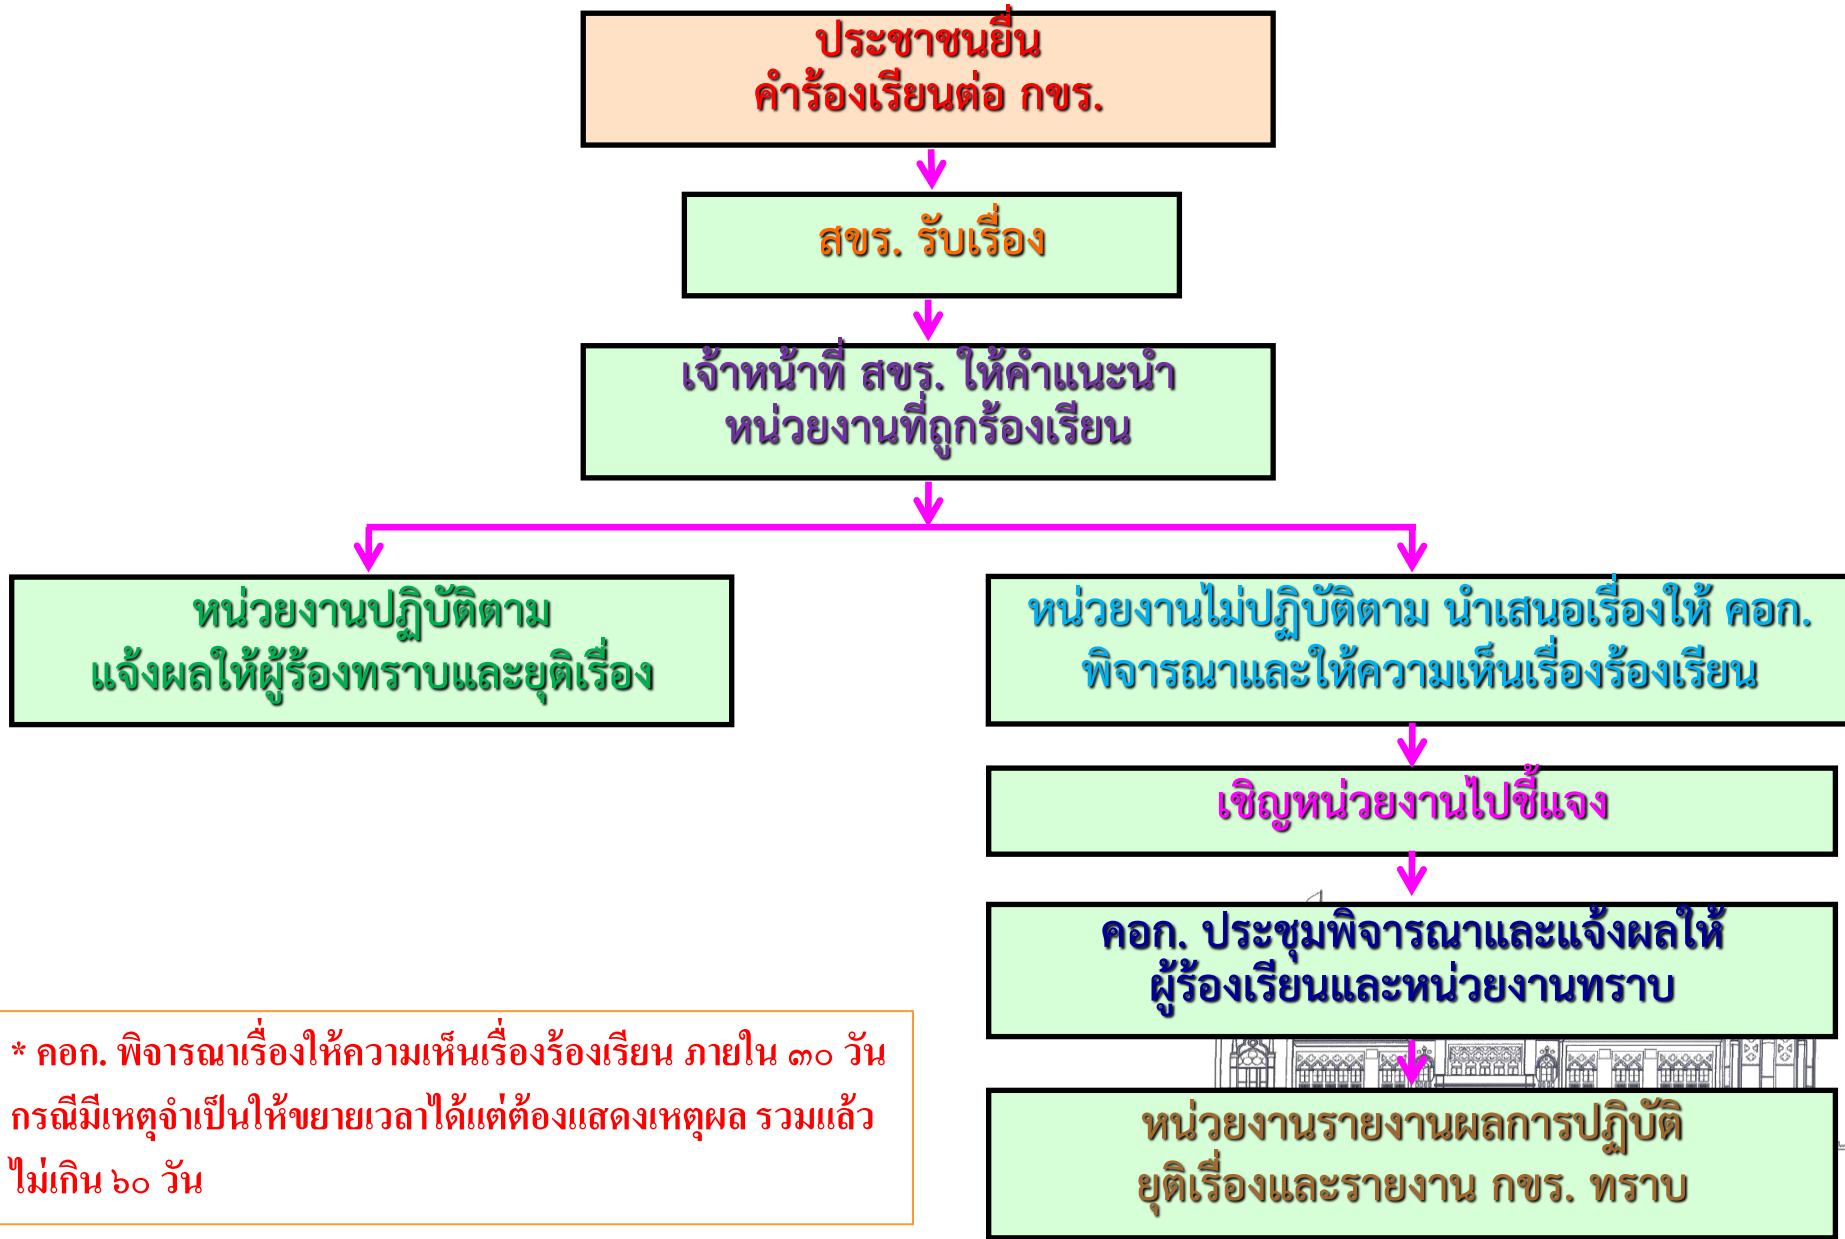 ประชาชนยื่น
คำร้องเรียนต่อ กขร.
สขร. รับเรื่อง
เจ้าหน้าที่ สขร. ให้คำแนะนำ
หน่วยงานที่ถูกร้องเรียน
หน่วยงานปฏิบัติตาม
แจ้งผลให้ผู้ร้องทราบและยุติเรื่อง
หน่วยงานไม่ปฏิบัติตาม นำเสนอเรื่องให้ คอก.
พิจารณาและให้ความเห็นเรื่องร้องเรียน
เชิญหน่วยงานไปชี้แจง
คอก. ประชุมพิจารณาและแจ้งผลให้
ผู้ร้องเรียนและหน่วยงานทราบ
หน่วยงานรายงานผลการปฏิบัติ
ยุติเรื่องและรายงาน กขร. ทราบ
* คอก. พิจารณาเรื่องให้ความเห็นเรื่องร้องเรียน ภายใน ๓๐ วัน
กรณีมีเหตุจำเป็นให้ขยายเวลาได้แต่ต้องแสดงเหตุผล รวมแล้ว
ไม่เกิน ๖๐ วัน